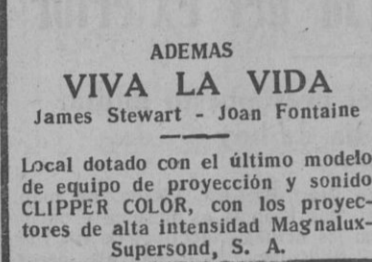 ADEMAS
VIVA LA VIDA
James Stewart - Joan Fontaine
Local dotado con el último modelo
de equipo de proyección y sonido
CLIPPER COLOR, con los proyec-
tores de alta intensidad Magnalux-
Supersond, S. A.